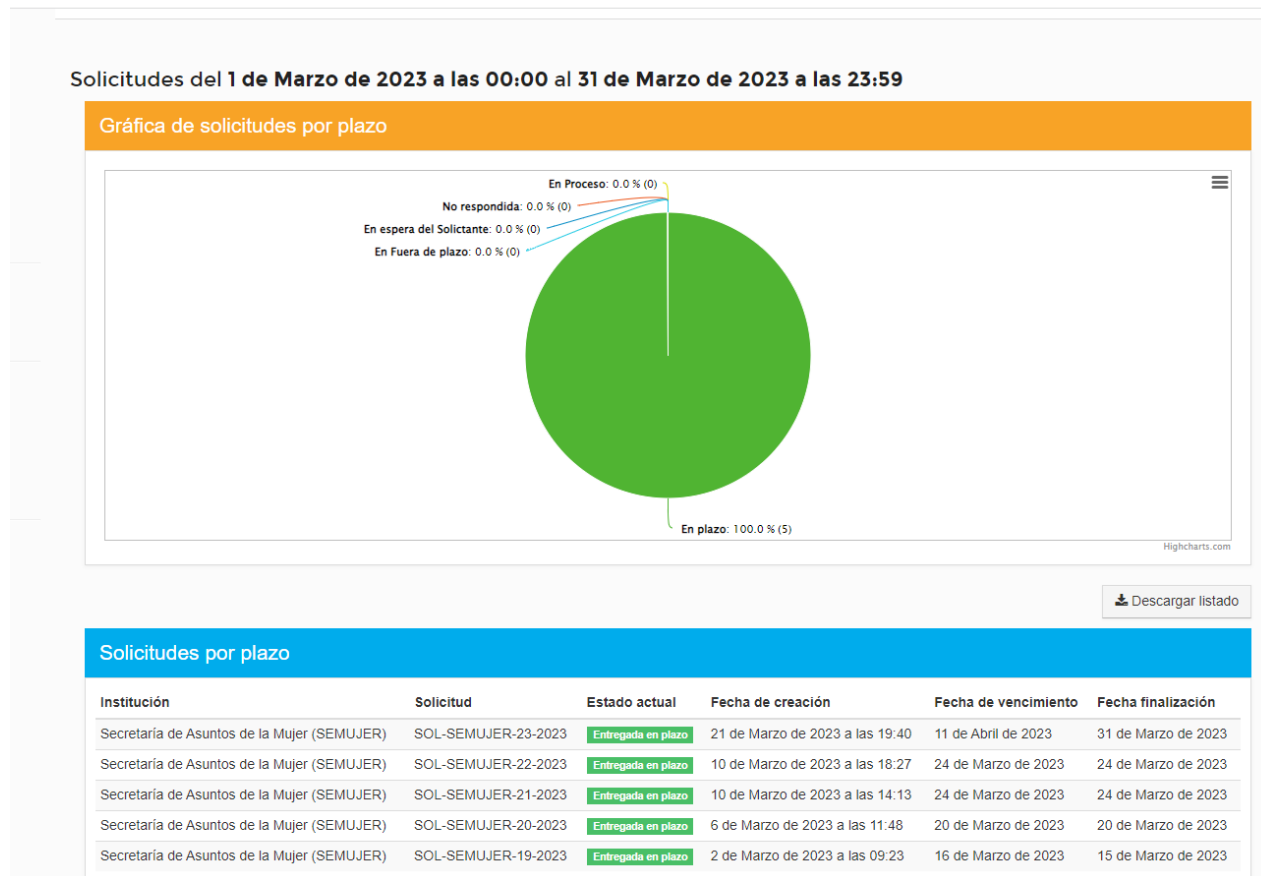 Solicitudes del 1 de Marzo de 2023 a las 00:00 al 31 de Marzo de 2023 a las 23:59
Gráfica de solicitudes por plazo
En Proceso: 0.0 % (0)
No respondida: 0.0 % (0)
En espera del Solictante: 0.0 % (0)
En Fuera de plazo: 0.0 % (0)
En plazo: 100.0 % (5)
Highcharts.com
Descargar listado
Solicitudes por plazo
Institución Solicitud Estado actual Fecha de creación Fecha de vencimiento Fecha finalización
Secretaría de Asuntos de la Mujer (SEMUJER) SOL-SEMUJER-23-2023 Entregada en plazo 21 de Marzo de 2023 a las 19:40 11 de Abril de 2023 31 de Marzo de 2023
Secretaría de Asuntos de la Mujer (SEMUJER) SOL-SEMUJER-22-2023 Entregada en plazo 10 de Marzo de 2023 a las 18:27 24 de Marzo de 2023 24 de Marzo de 2023
Secretaría de Asuntos de la Mujer (SEMUJER) SOL-SEMUJER-21-2023 Entregada en plazo 10 de Marzo de 2023 a las 14:13 24 de Marzo de 2023 24 de Marzo de 2023
Secretaría de Asuntos de la Mujer (SEMUJER) SOL-SEMUJER-20-2023 Entregada en plazo 6 de Marzo de 2023 a las 11:48 20 de Marzo de 2023 20 de Marzo de 2023
Secretaría de Asuntos de la Mujer (SEMUJER) SOL-SEMUJER-19-2023 Entregada en plazo 2 de Marzo de 2023 a las 09:23 16 de Marzo de 2023 15 de Marzo de 2023